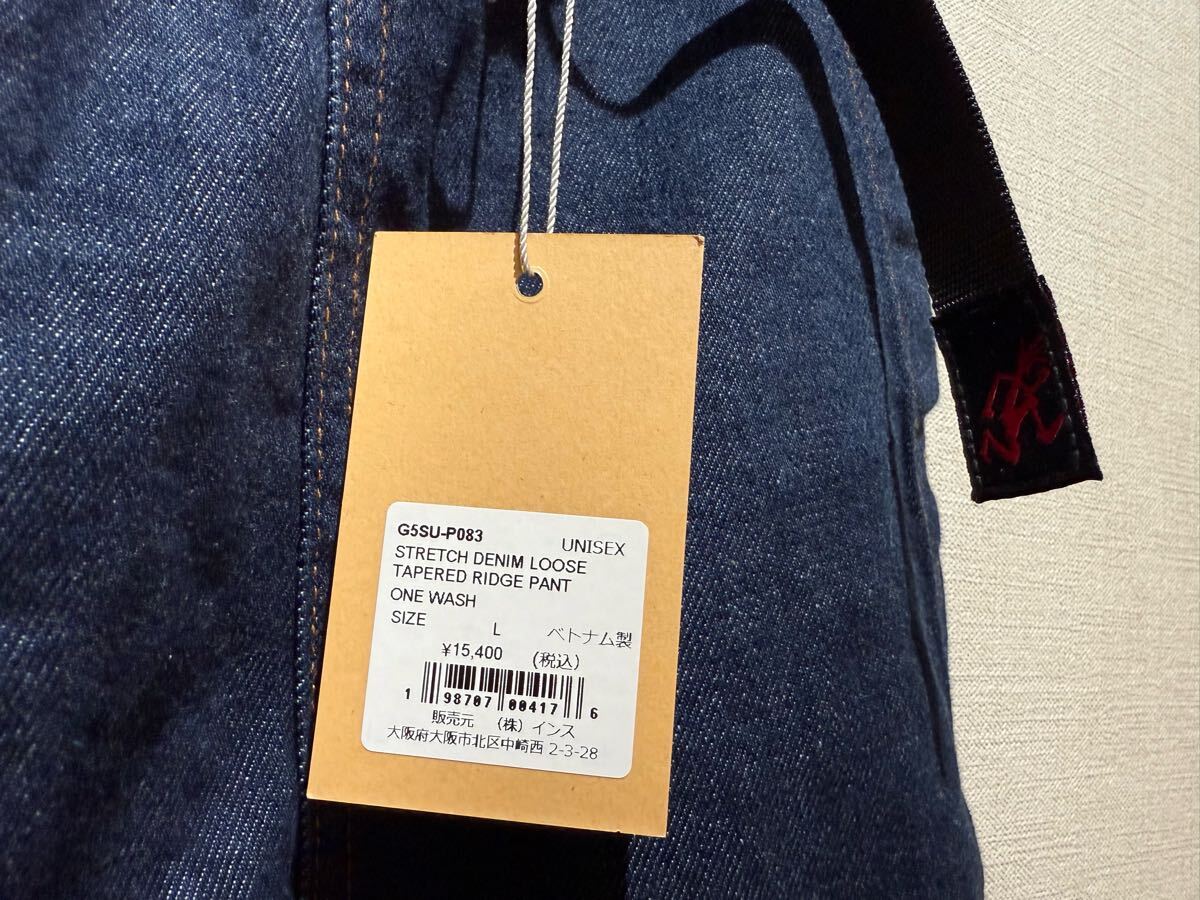 G5SU-P083 UNISEX
STRETCH DENIM LOOSE
TAPERED RIDGE PANT
ONE WASH
SIZE
L ベトナム製
¥15,400 (税込)
1 98707 00417 6
販売元 (株)インス
大阪府大阪市北区中崎西 2-3-28